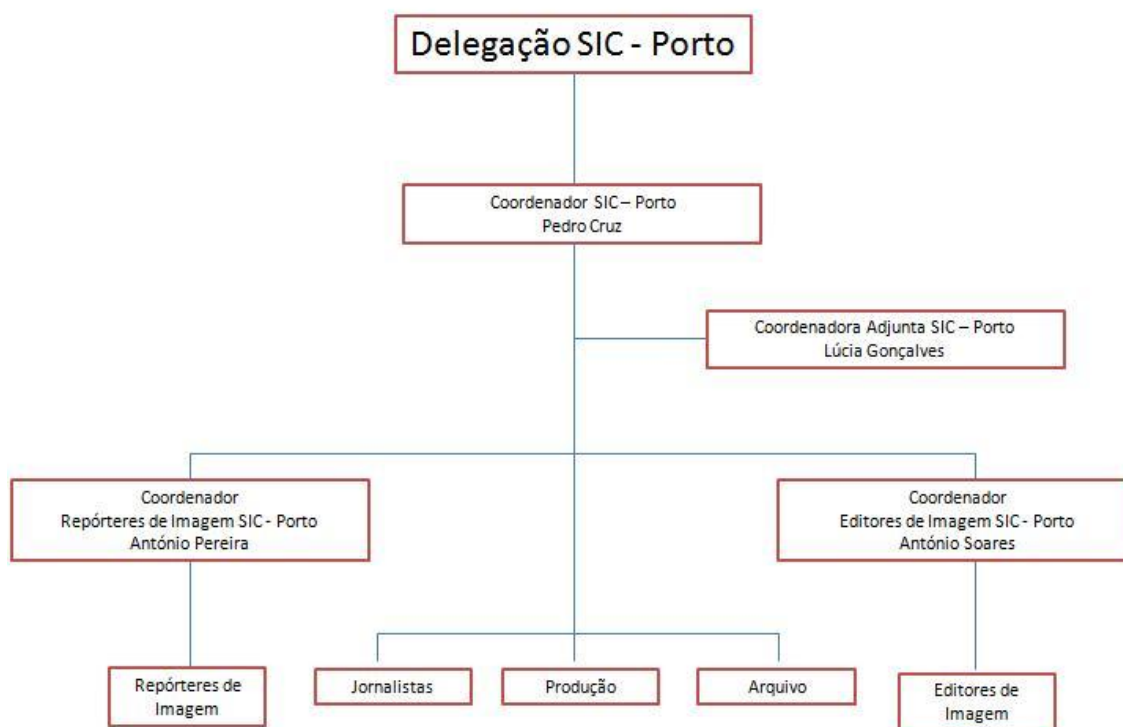 Delegação SIC - Porto
Coordenador SIC – Porto
Pedro Cruz
Coordenadora Adjunta SIC – Porto
Lúcia Gonçalves
Coordenador
Repórteres de Imagem SIC - Porto
António Pereira
Coordenador
Editores de Imagem SIC - Porto
António Soares
Repórteres de
Imagem
Jornalistas
Produção
Arquivo
Editores de
Imagem